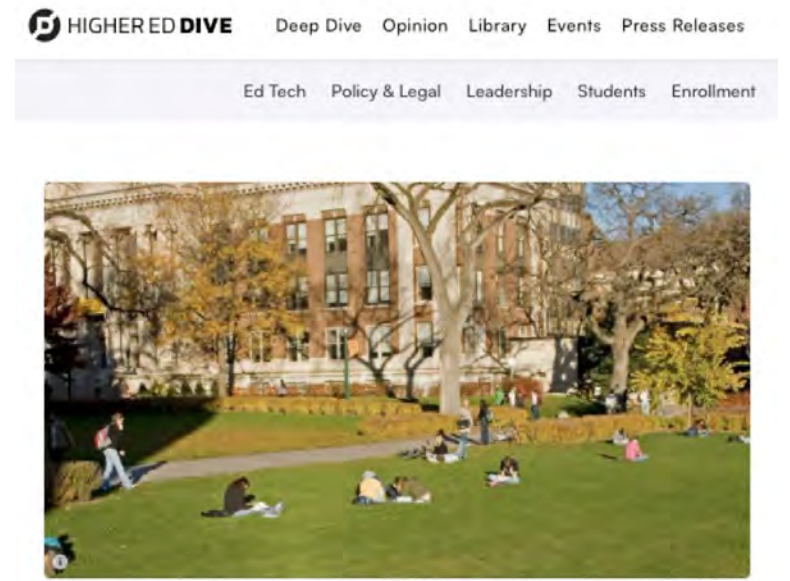 HIGHER ED DIVE Deep Dive Opinion Library Events Press Releases
Ed Tech Policy & Legal Leadership Students Enrollment